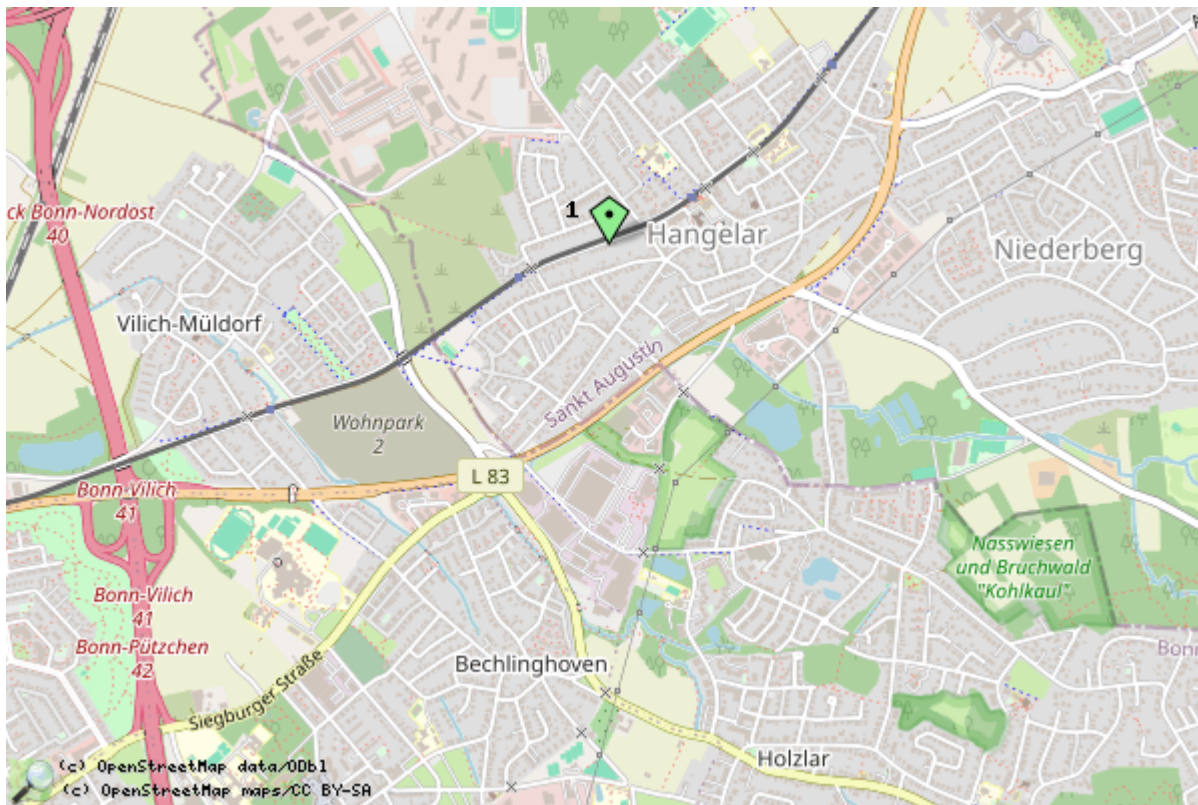 ck Bonn-Nordost
40
1
Hangelar
Niederberg
Vilich-Müldorf
Sankt Augustin
Wohnpark
2
L 83
Bonn-Vilich
41
Nasswiesen
und Bruchwald
"Kohlkaul"
Bonn-Vilich
41
Bonn-Pützchen
42
Siegburger Straße
Bechlinghoven
Bonn
Holzlar
(c) OpenStreetMap data/ODbl
(c) OpenStreetMap maps/CC BY-SA